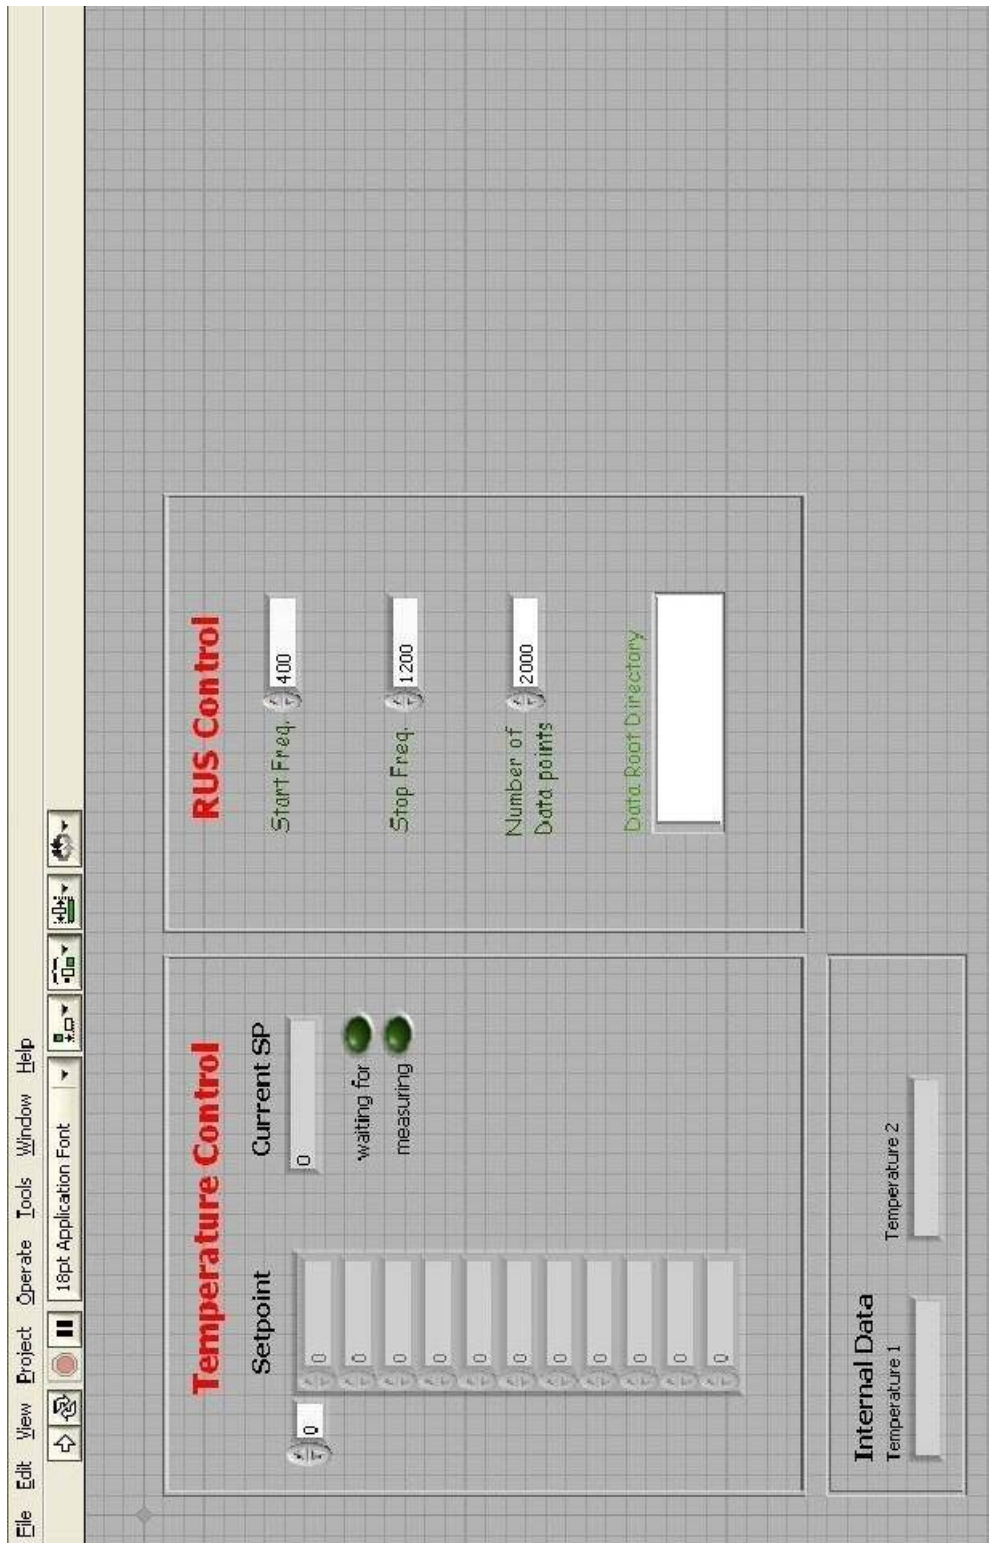 File Edit View Project Operate Tools Window Help
18pt Application Font
Temperature Control
Setpoint
0
0
0
0
0
0
0
0
0
0
0
0
Current SP
0
waiting for
measuring
RUS Control
Start Freq.
400
Stop Freq.
1200
Number of
Data points
2000
Data Root Directory
Internal Data
Temperature 1
Temperature 2